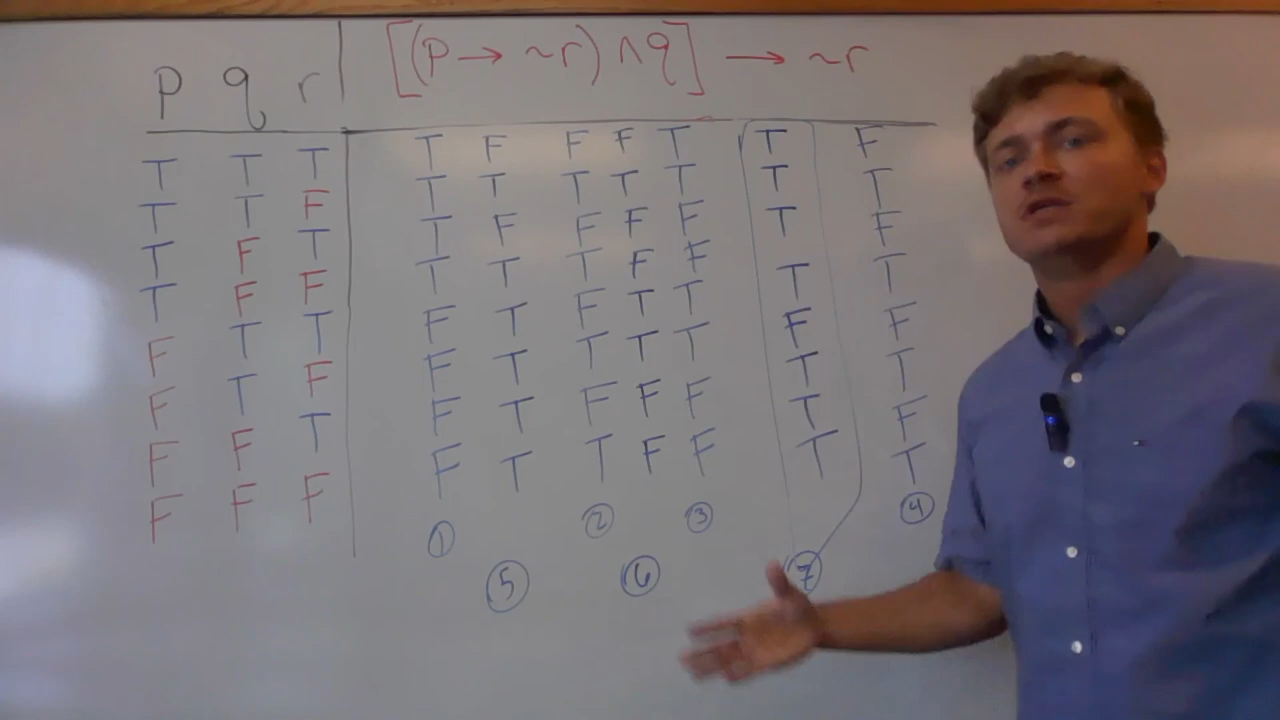 p q r [(p → ~r) ∧ q] → ~r
T T T T F F F T T F
T T F T T T T T T T
T F T T F F F F T F
T F F T T T F F T T
F T T F T F T T F F
F T F F T T T T T T
F F T F T F F F T F
F F F F T T F F T T
① ② ③ ④
⑤ ⑥ ⑦